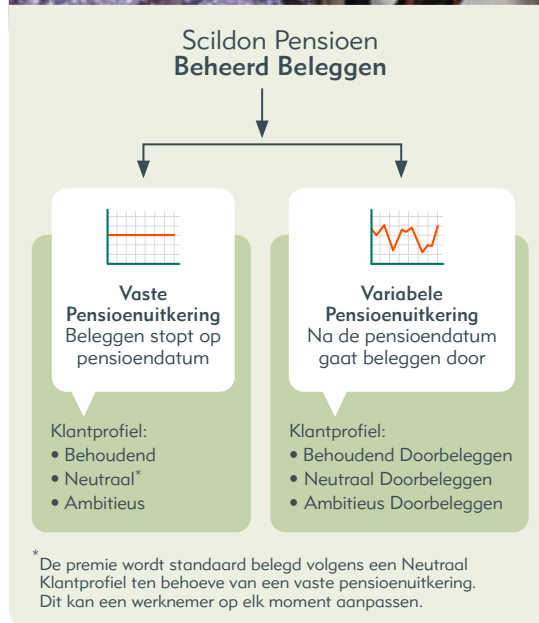 Scildon Pensioen
Beheerd Beleggen
Vaste
Pensioenuitkering
Beleggen stopt op
pensioendatum
Klantprofiel:
• Behoudend
• Neutraal*
• Ambitieus
Variabele
Pensioenuitkering
Na de pensioendatum
gaat beleggen door
Klantprofiel:
• Behoudend Doorbeleggen
• Neutraal Doorbeleggen
• Ambitieus Doorbeleggen
*De premie wordt standaard belegd volgens een Neutraal
Klantprofiel ten behoeve van een vaste pensioenuitkering.
Dit kan een werknemer op elk moment aanpassen.